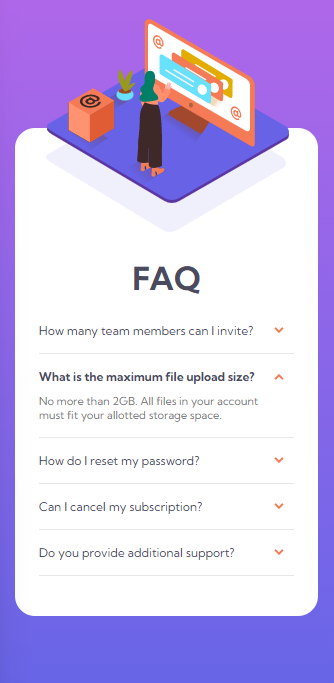 FAQ
How many team members can I invite?
What is the maximum file upload size?
No more than 2GB. All files in your account
must fit your allotted storage space.
How do I reset my password?
Can I cancel my subscription?
Do you provide additional support?